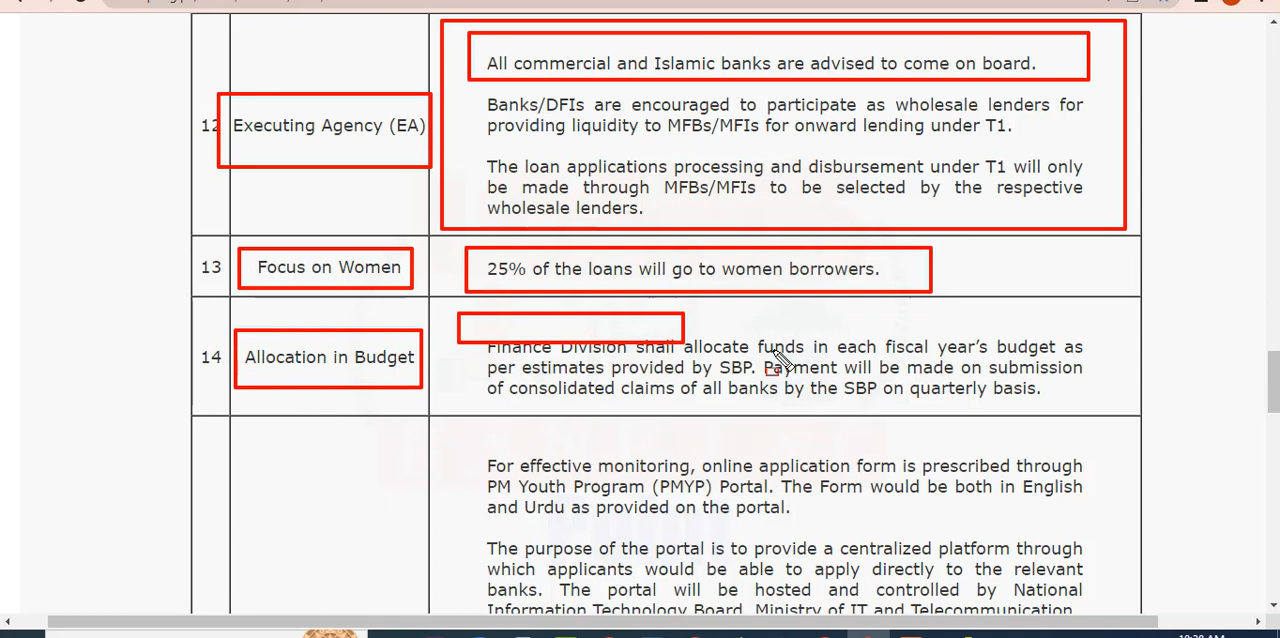 All commercial and Islamic banks are advised to come on board.
12 Executing Agency (EA)
Banks/DFIs are encouraged to participate as wholesale lenders for
providing liquidity to MFBs/MFIs for onward lending under T1.
The loan applications processing and disbursement under T1 will only
be made through MFBs/MFIs to be selected by the respective
wholesale lenders.
13 Focus on Women 25% of the loans will go to women borrowers.
14 Allocation in Budget
Finance Division shall allocate funds in each fiscal year's budget as
per estimates provided by SBP. Payment will be made on submission
of consolidated claims of all banks by the SBP on quarterly basis.
For effective monitoring, online application form is prescribed through
PM Youth Program (PMYP) Portal. The Form would be both in English
and Urdu as provided on the portal.
The purpose of the portal is to provide a centralized platform through
which applicants would be able to apply directly to the relevant
banks. The portal will be hosted and controlled by National
Information Technology Board, Ministry of IT and Telecommunication.